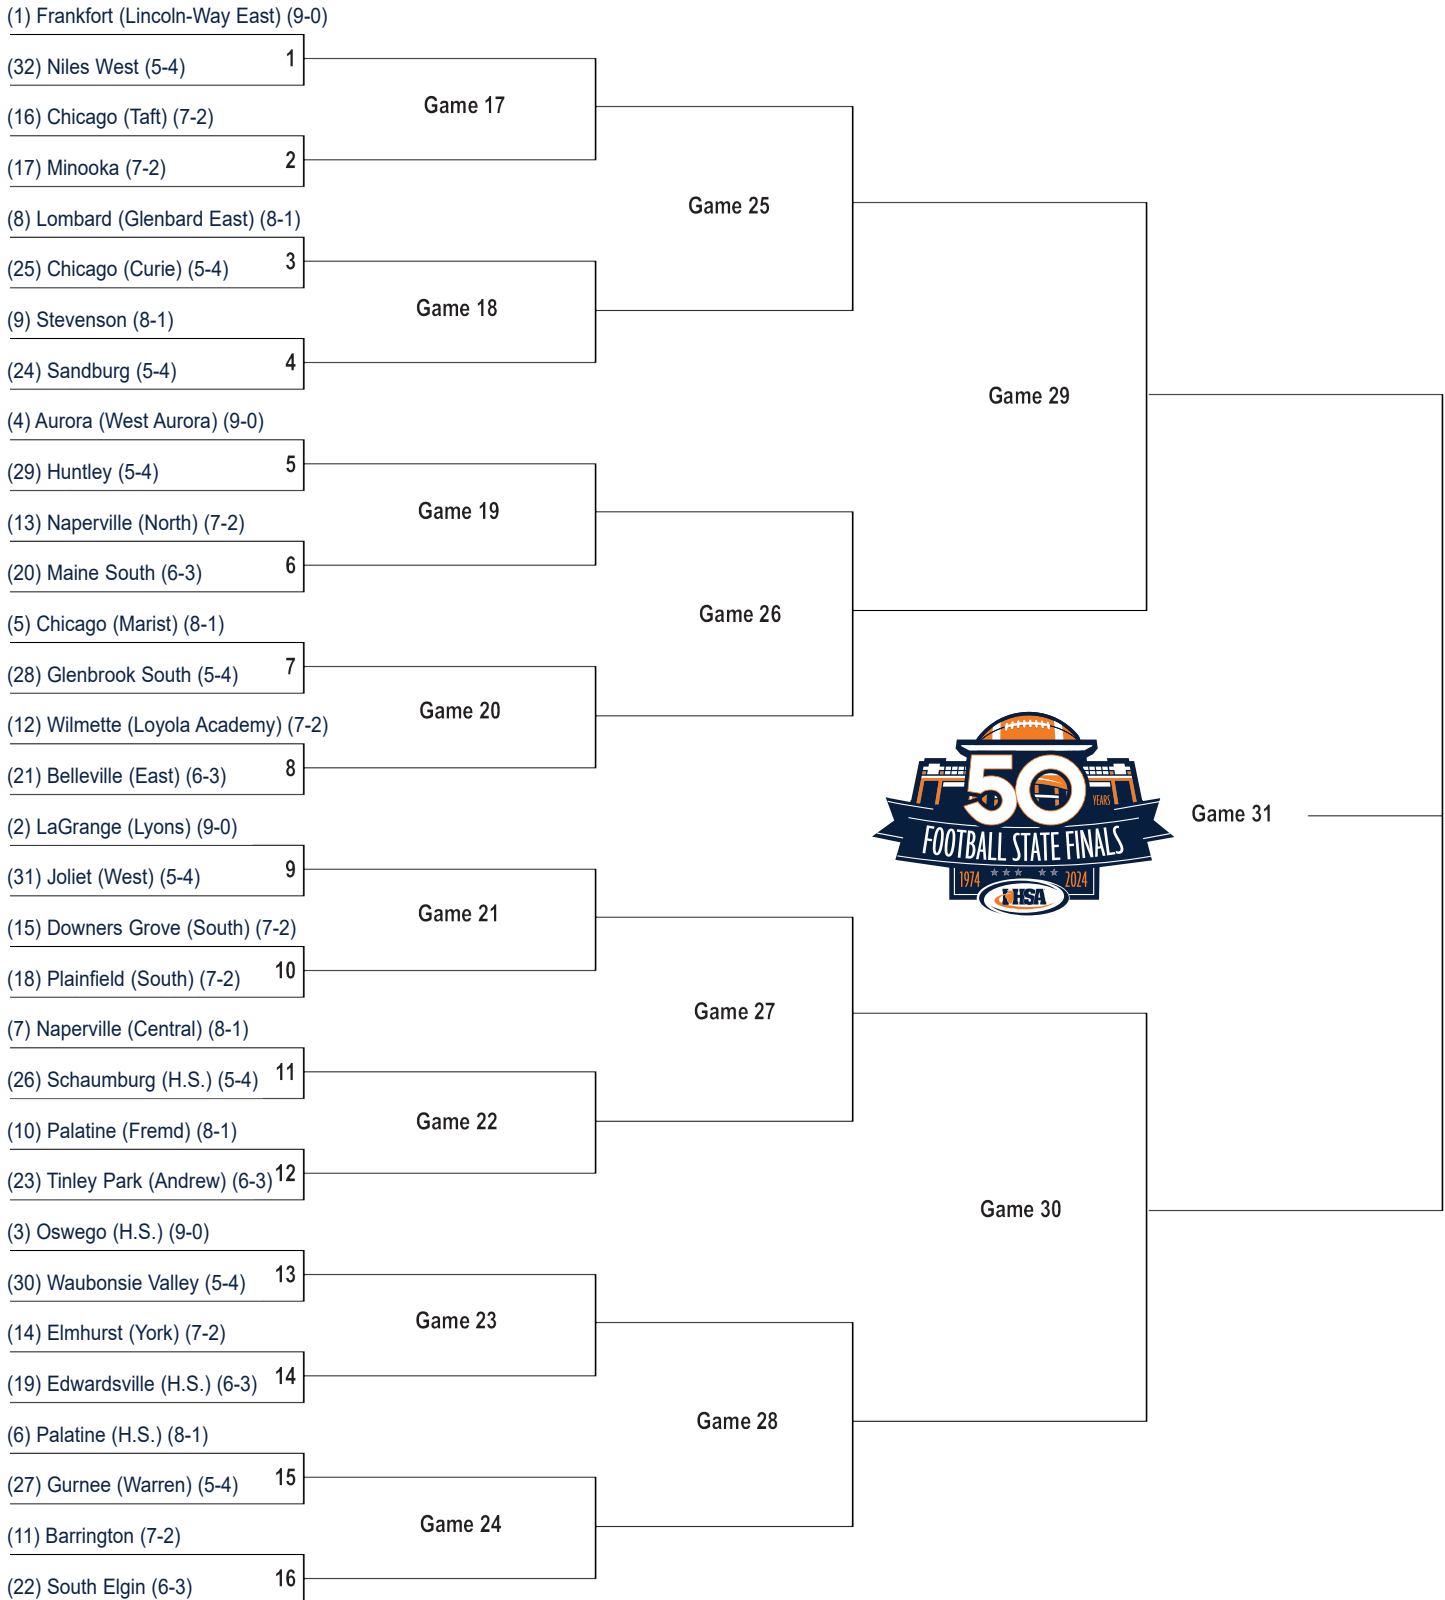 (1) Frankfort (Lincoln-Way East) (9-0)
1
(32) Niles West (5-4)
Game 17
(16) Chicago (Taft) (7-2)
2
(17) Minooka (7-2)
Game 25
(8) Lombard (Glenbard East) (8-1)
3
(25) Chicago (Curie) (5-4)
Game 18
(9) Stevenson (8-1)
4
(24) Sandburg (5-4)
Game 29
(4) Aurora (West Aurora) (9-0)
5
(29) Huntley (5-4)
Game 19
(13) Naperville (North) (7-2)
6
(20) Maine South (6-3)
Game 26
(5) Chicago (Marist) (8-1)
7
(28) Glenbrook South (5-4)
Game 20
(12) Wilmette (Loyola Academy) (7-2)
8
(21) Belleville (East) (6-3)
50
YEARS
FOOTBALL STATE FINALS
1974 2024
IHSA
Game 31
(2) LaGrange (Lyons) (9-0)
9
(31) Joliet (West) (5-4)
Game 21
(15) Downers Grove (South) (7-2)
10
(18) Plainfield (South) (7-2)
Game 27
(7) Naperville (Central) (8-1)
11
(26) Schaumburg (H.S.) (5-4)
Game 22
(10) Palatine (Fremd) (8-1)
12
(23) Tinley Park (Andrew) (6-3)
Game 30
(3) Oswego (H.S.) (9-0)
13
(30) Waubonsie Valley (5-4)
Game 23
(14) Elmhurst (York) (7-2)
14
(19) Edwardsville (H.S.) (6-3)
Game 28
(6) Palatine (H.S.) (8-1)
15
(27) Gurnee (Warren) (5-4)
Game 24
(11) Barrington (7-2)
16
(22) South Elgin (6-3)